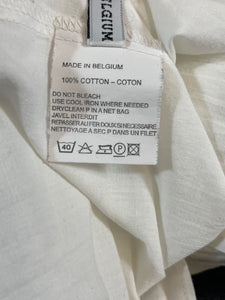 BELGIUM
MADE IN BELGIUM
100% COTTON – COTON
DO NOT BLEACH
USE COOL IRON WHERE NEEDED
DRYCLEAN P IN A NET BAG
JAVEL INTERDIT
REPASSER AU FER DOUX SI NECESSAIRE
NETTOYAGE A SEC P DANS UN FILET
40
P